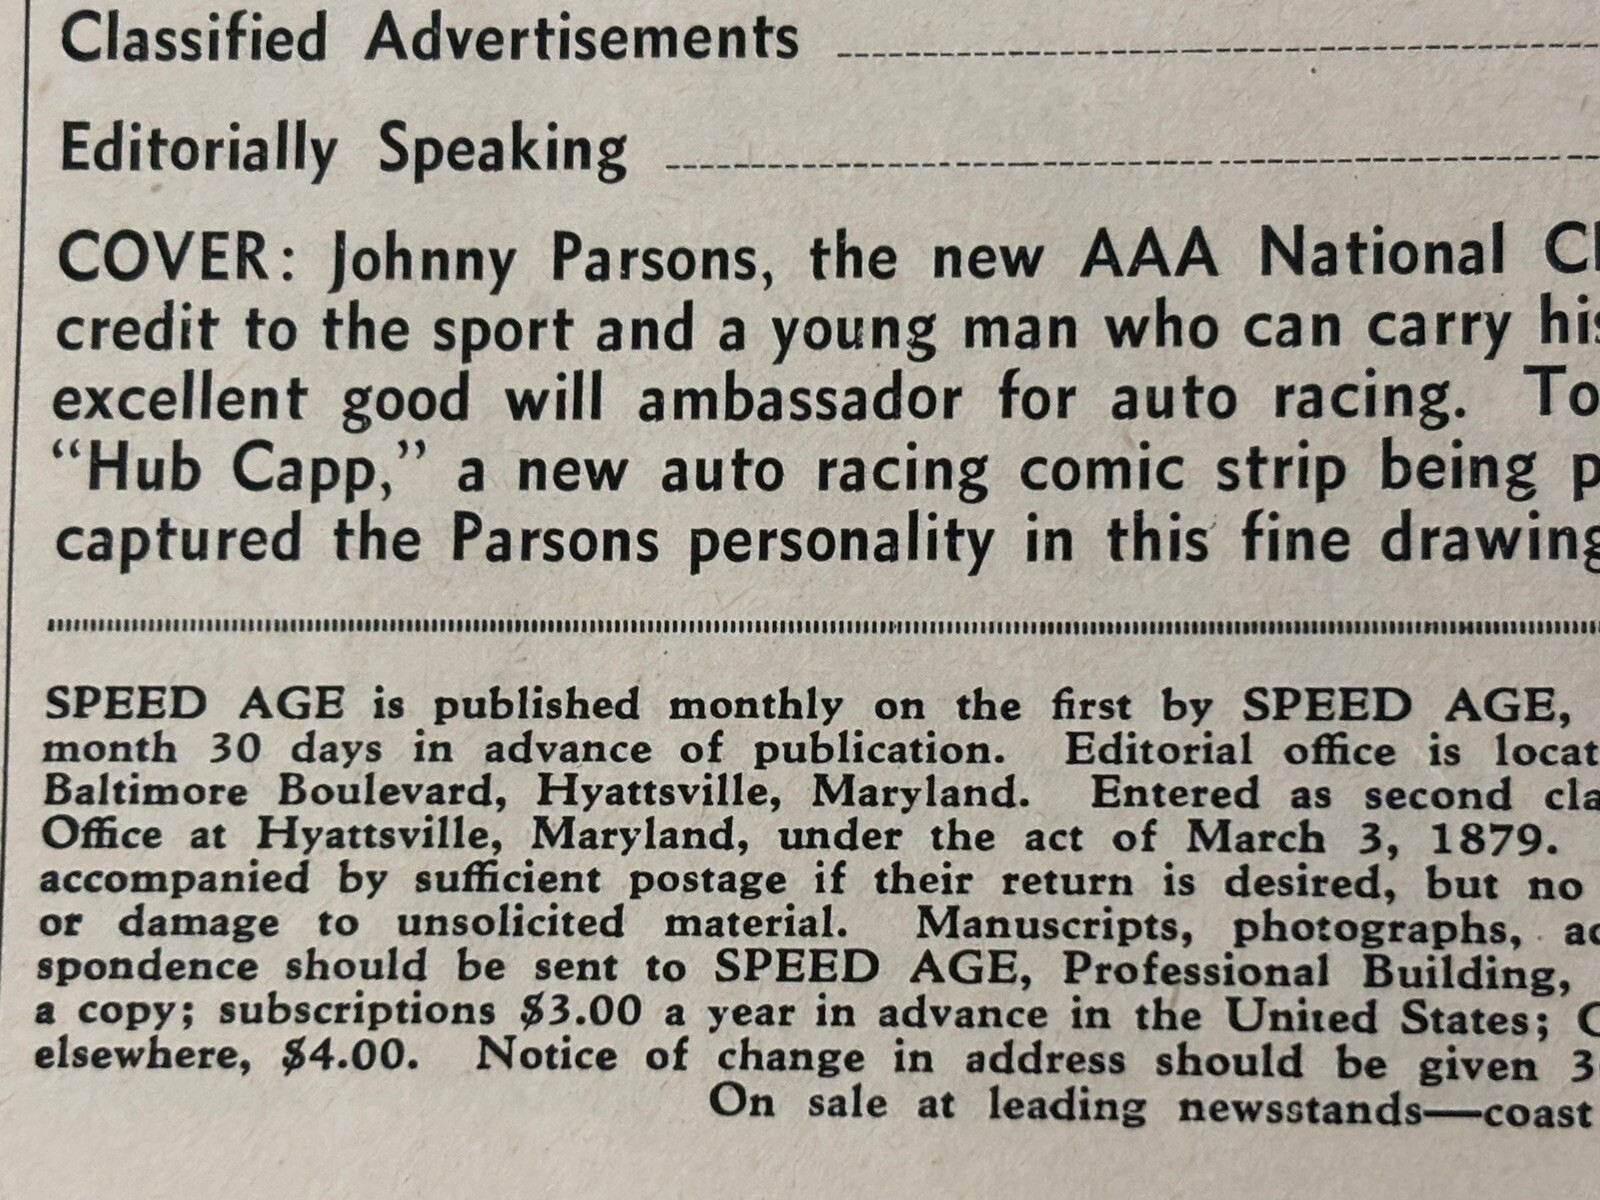 Classified Advertisements
Editorially Speaking
COVER: Johnny Parsons, the new AAA National
credit to the sport and a young man who can carry his
excellent good will ambassador for auto racing. To
“Hub Capp,” a new auto racing comic strip being p
captured the Parsons personality in this fine drawing
SPEED AGE is published monthly on the first by SPEED AGE,
month 30 days in advance of publication. Editorial office is locat
Baltimore Boulevard, Hyattsville, Maryland. Entered as second cla
Office at Hyattsville, Maryland, under the act of March 3, 1879.
accompanied by sufficient postage if their return is desired, but no
or damage to unsolicited material. Manuscripts, photographs, ad
spondence should be sent to SPEED AGE, Professional Building,
a copy; subscriptions $3.00 a year in advance in the United States; C
elsewhere, $4.00. Notice of change in address should be given 3
On sale at leading newsstands—coast